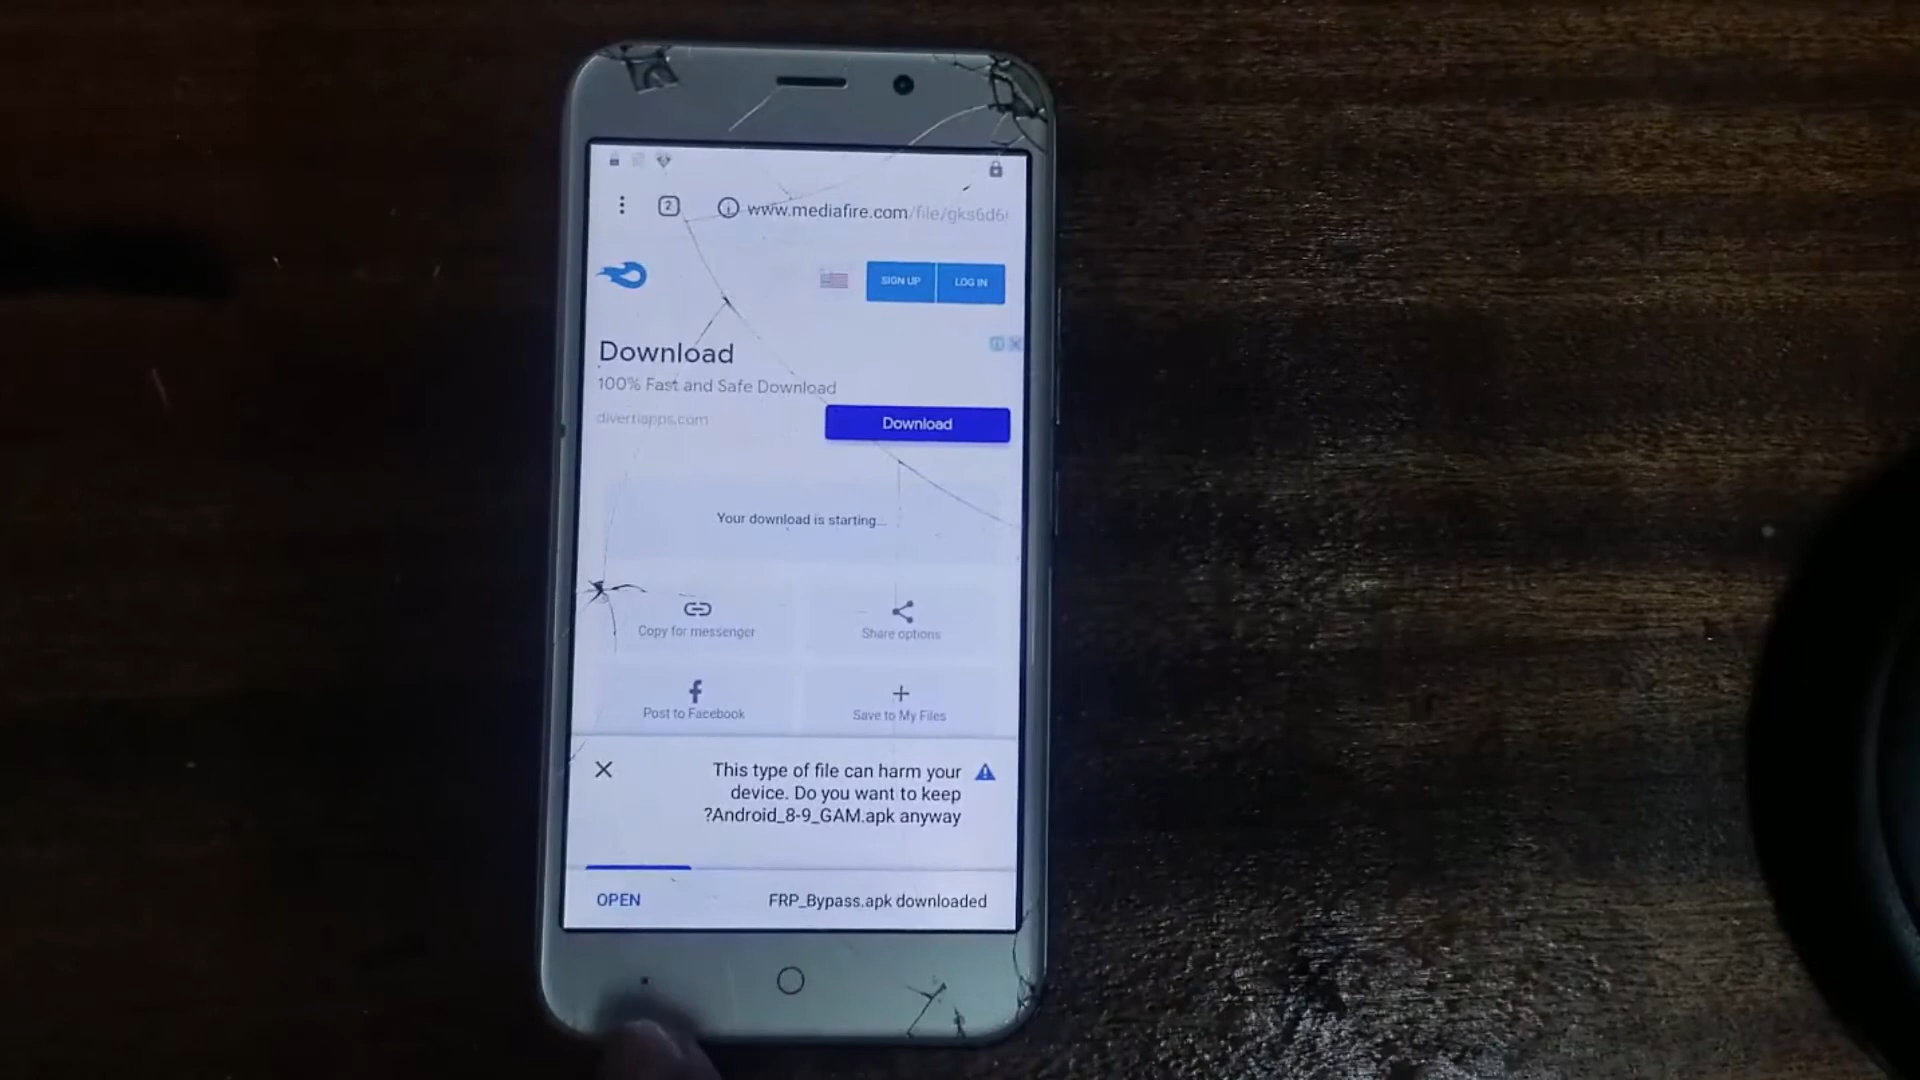 2
www.mediafire.com/file/gks6d6
SIGN UP
LOG IN
Download
100% Fast and Safe Download
divertiapps.com
Download
Your download is starting...
Copy for messenger
Share options
Post to Facebook
Save to My Files
This type of file can harm your
device. Do you want to keep
?Android_8-9_GAM.apk anyway
OPEN
FRP_Bypass.apk downloaded